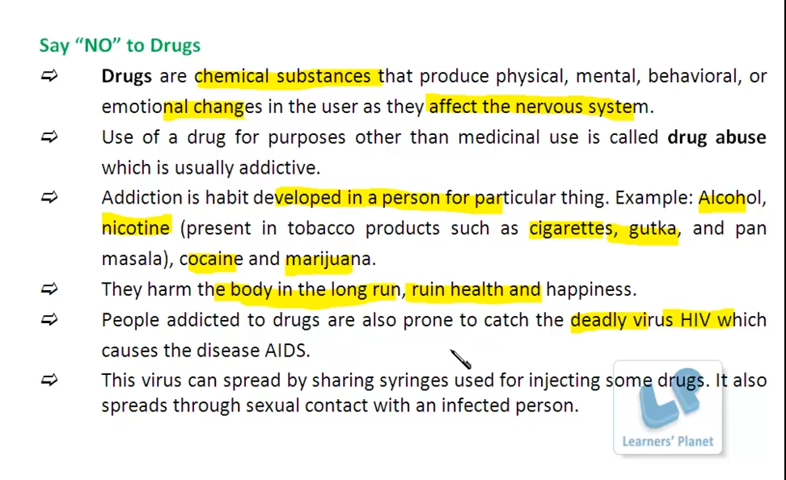 Say “NO” to Drugs
⇨ Drugs are chemical substances that produce physical, mental, behavioral, or
emotional changes in the user as they affect the nervous system.
⇨ Use of a drug for purposes other than medicinal use is called drug abuse
which is usually addictive.
⇨ Addiction is habit developed in a person for particular thing. Example: Alcohol,
nicotine (present in tobacco products such as cigarettes, gutka, and pan
masala), cocaine and marijuana.
⇨ They harm the body in the long run, ruin health and happiness.
⇨ People addicted to drugs are also prone to catch the deadly virus HIV which
causes the disease AIDS.
⇨ This virus can spread by sharing syringes used for injecting some drugs. It also
spreads through sexual contact with an infected person.
LP
Learners’ Planet